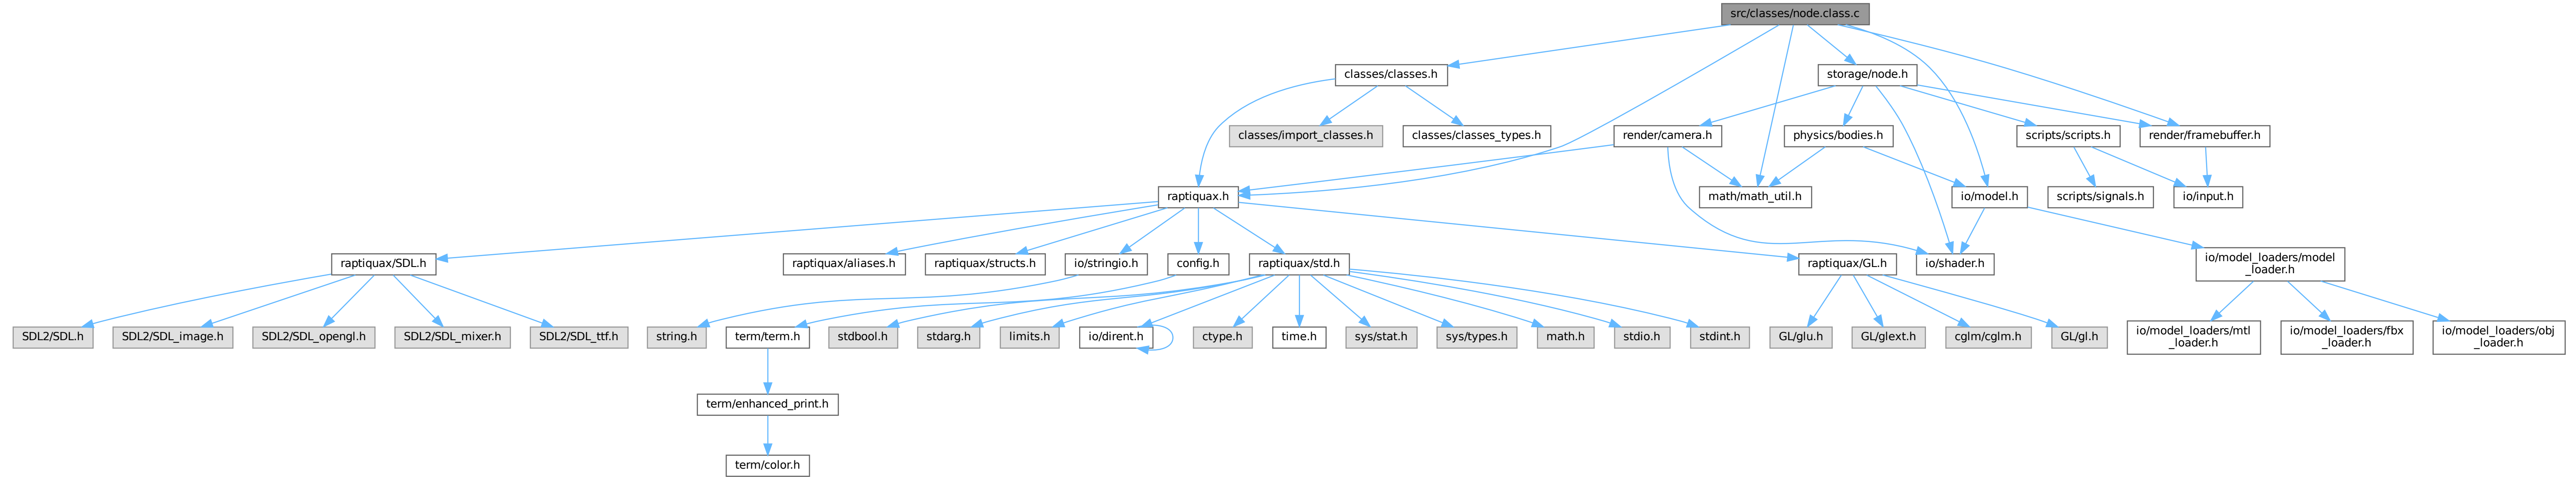 src/classes/node.class.c
classes/classes.h
storage/node.h
classes/import_classes.h
classes/classes_types.h
render/camera.h
physics/bodies.h
scripts/scripts.h
render/framebuffer.h
raptiquax.h
math/math_util.h
io/model.h
scripts/signals.h
io/input.h
raptiquax/SDL.h
raptiquax/aliases.h
raptiquax/structs.h
io/stringio.h
config.h
raptiquax/std.h
raptiquax/GL.h
io/shader.h
io/model_loaders/model
_loader.h
SDL2/SDL.h
SDL2/SDL_image.h
SDL2/SDL_opengl.h
SDL2/SDL_mixer.h
SDL2/SDL_ttf.h
string.h
term/term.h
stdbool.h
stdarg.h
limits.h
io/dirent.h
ctype.h
time.h
sys/stat.h
sys/types.h
math.h
stdio.h
stdint.h
GL/glu.h
GL/glext.h
cglm/cglm.h
GL/gl.h
io/model_loaders/mtl
_loader.h
io/model_loaders/fbx
_loader.h
io/model_loaders/obj
_loader.h
term/enhanced_print.h
term/color.h